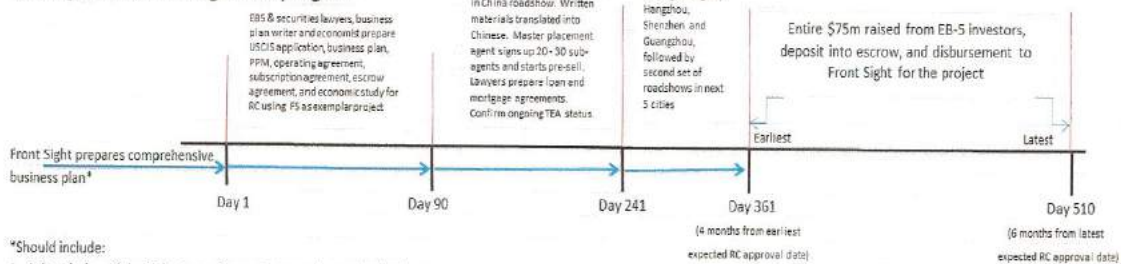 EB5 & securities lawyers, business
plan writer and economist prepare
USCIS application, business plan,
PPM, operating agreement,
subscription agreement, escrow
agreement, and economic study for
RC using FS as exemplar project
in China roadshow. Written
materials translated into
Chinese. Master placement
agent signs up 20-30 sub-
agents and starts pre-sell.
Lawyers prepare loan and
mortgage agreements.
Confirm ongoing TEA status
Hangzhou,
Shenzhen and
Guangzhou,
followed by
second set of
roadshows in next
5 cities
Entire $75m raised from EB-5 investors,
deposit into escrow, and disbursement to
Front Sight for the project
Earliest
Latest
Front Sight prepares comprehensive
business plan*
Day 1
Day 90
Day 241
Day 361
(4 months from earliest
expected RC approval date)
Day 510
(6 months from latest
expected RC approval date)
*Should include: